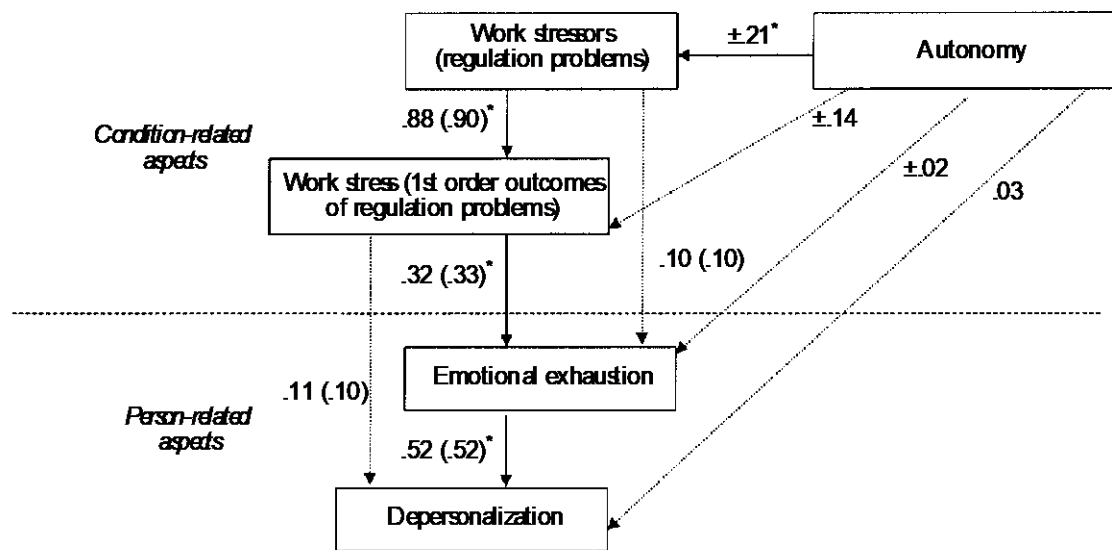 Work stressors
(regulation problems)
±21*
Autonomy
.88 (.90)*
±.14
Condition-related
aspects
±.02
.03
Work stress (1st order outcomes
of regulation problems)
.32 (.33)*
.10 (.10)
Emotional exhaustion
.11 (.10)
Person-related
aspects
.52 (.52)*
Depersonalization